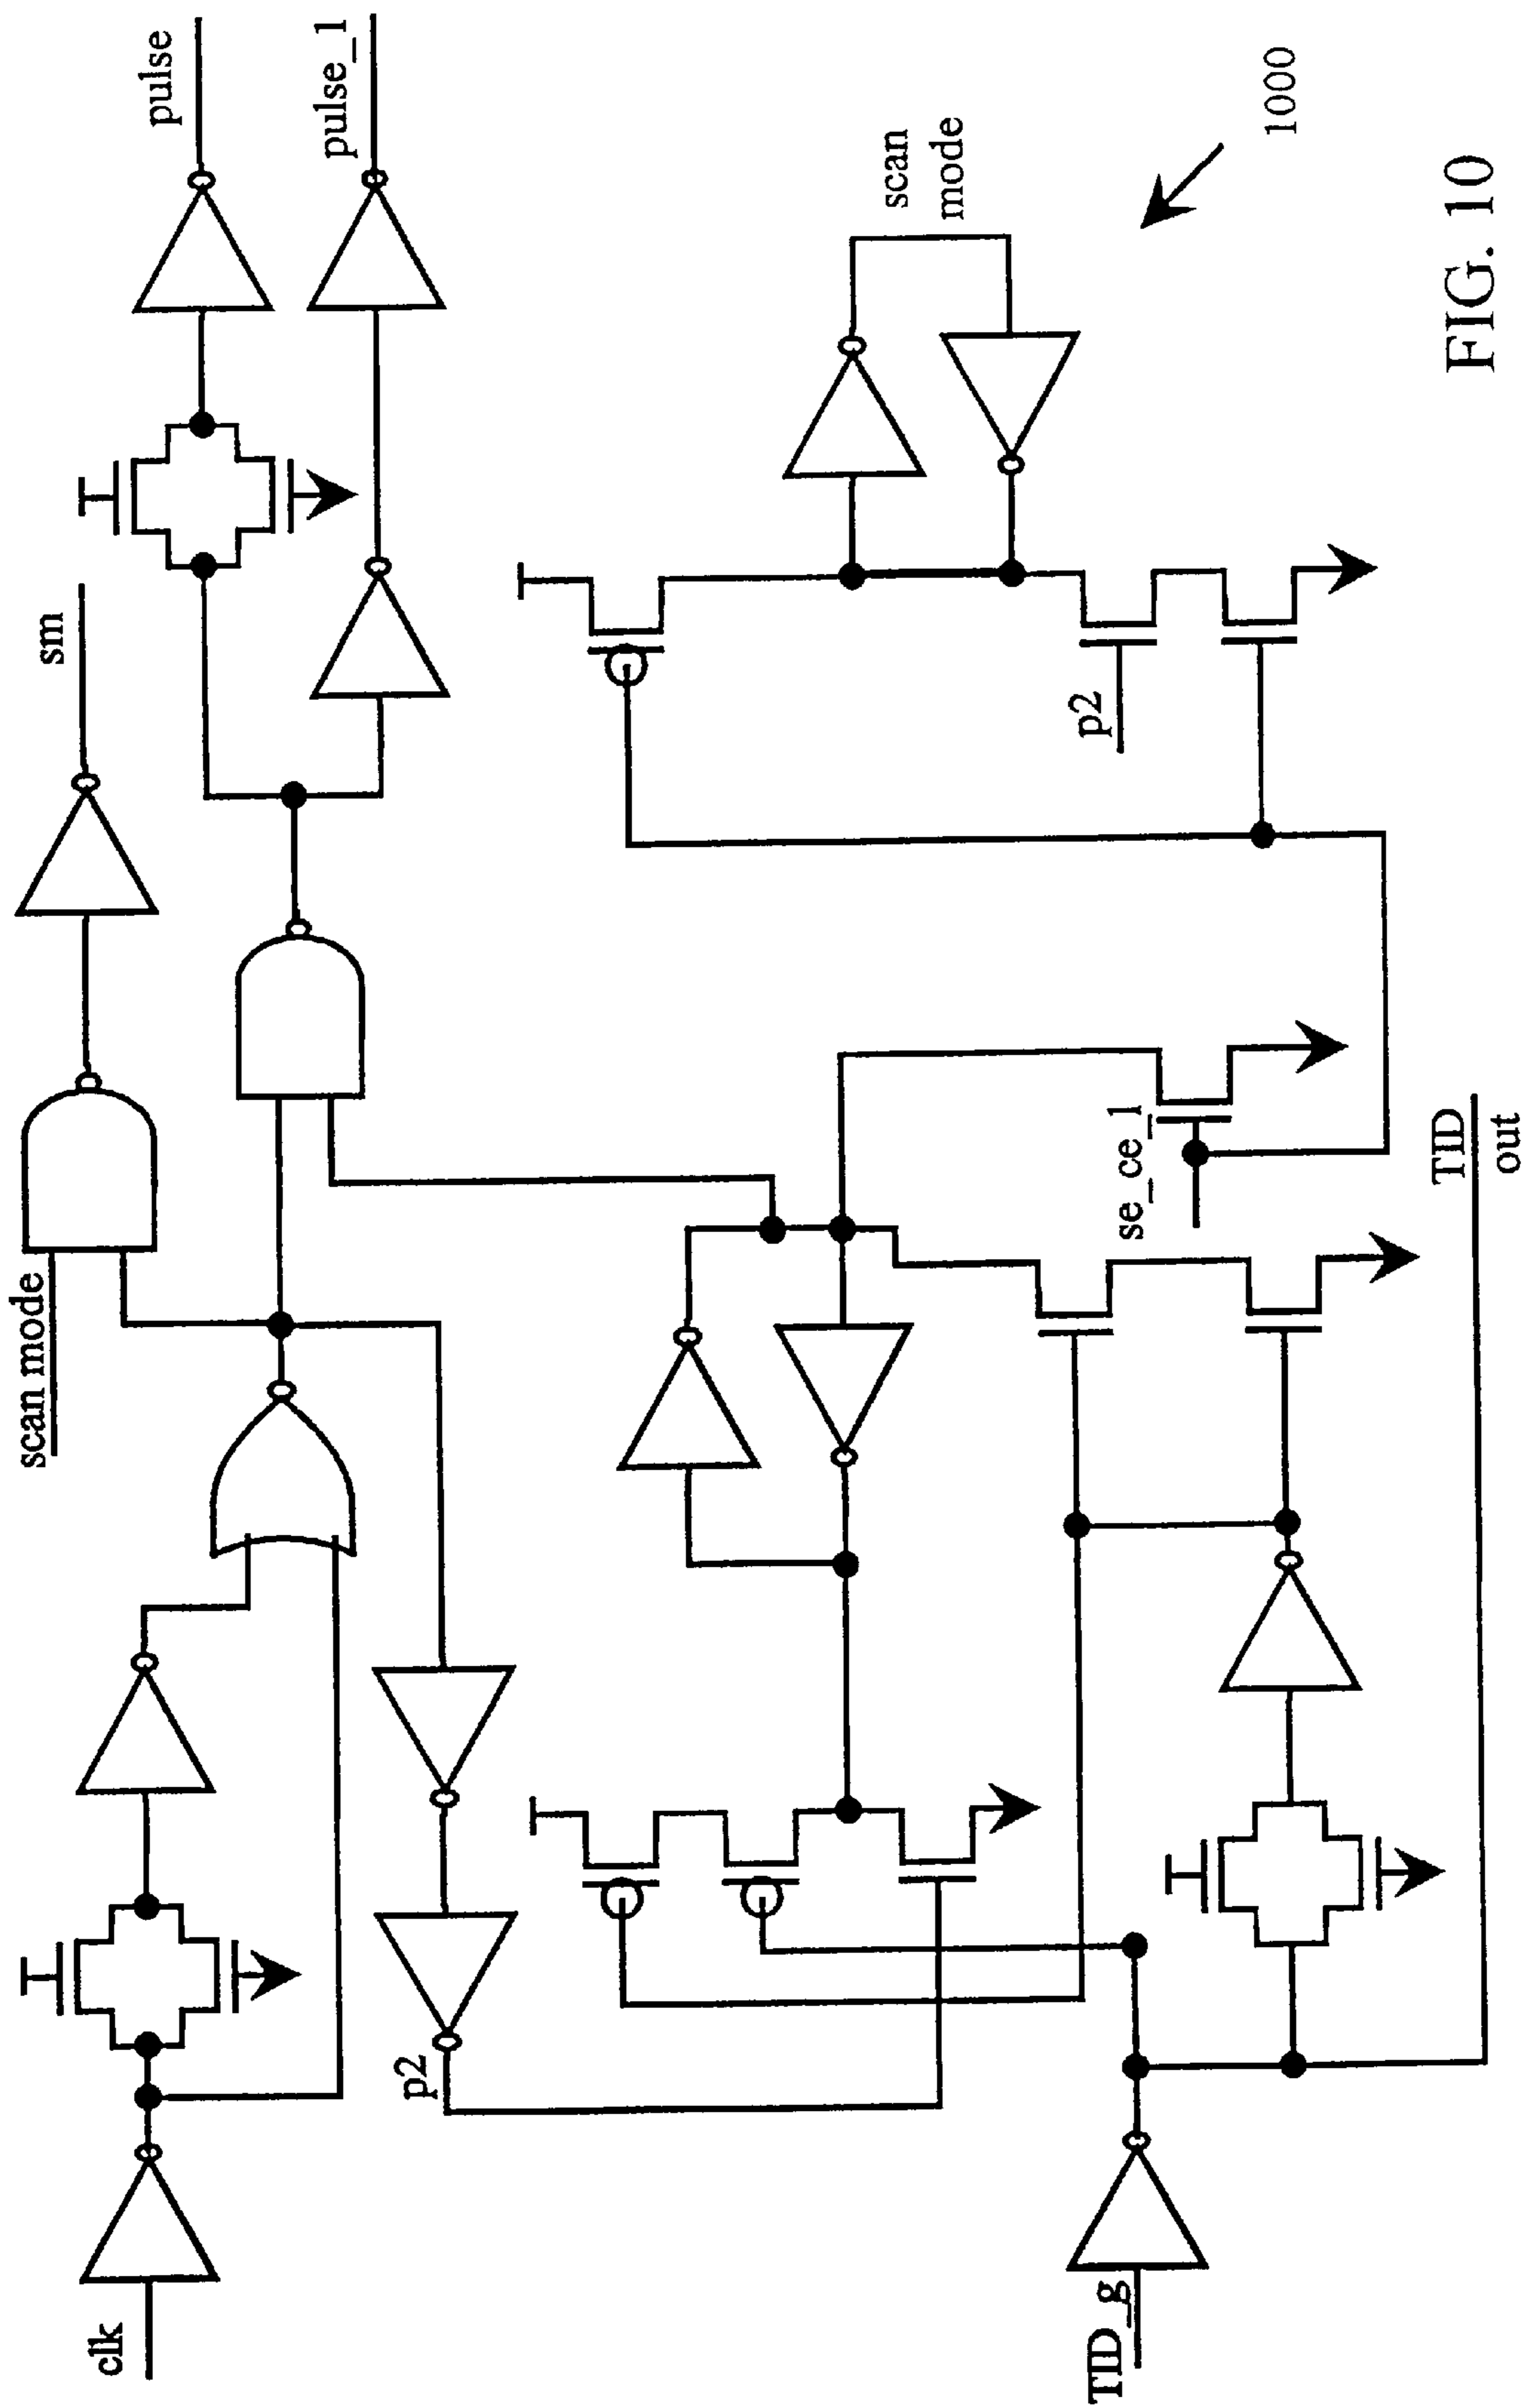 clk
scan mode
sm
pulse
pulse_1
p2
TID_g
se_ce_1
TID
out
p2
scan
mode
1000
FIG. 10